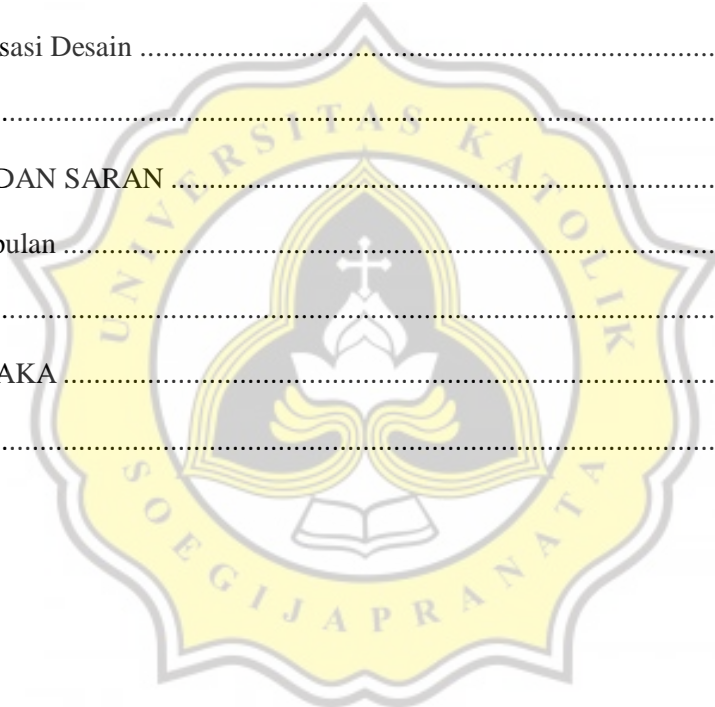 sasi Desain ...............................................................................
...............................................................................
DAN SARAN ...............................................................................
pulan ...............................................................................
...............................................................................
AKA ...............................................................................
...............................................................................
UNIVERSITAS KATOLIK
SOEGIJAPRANATA